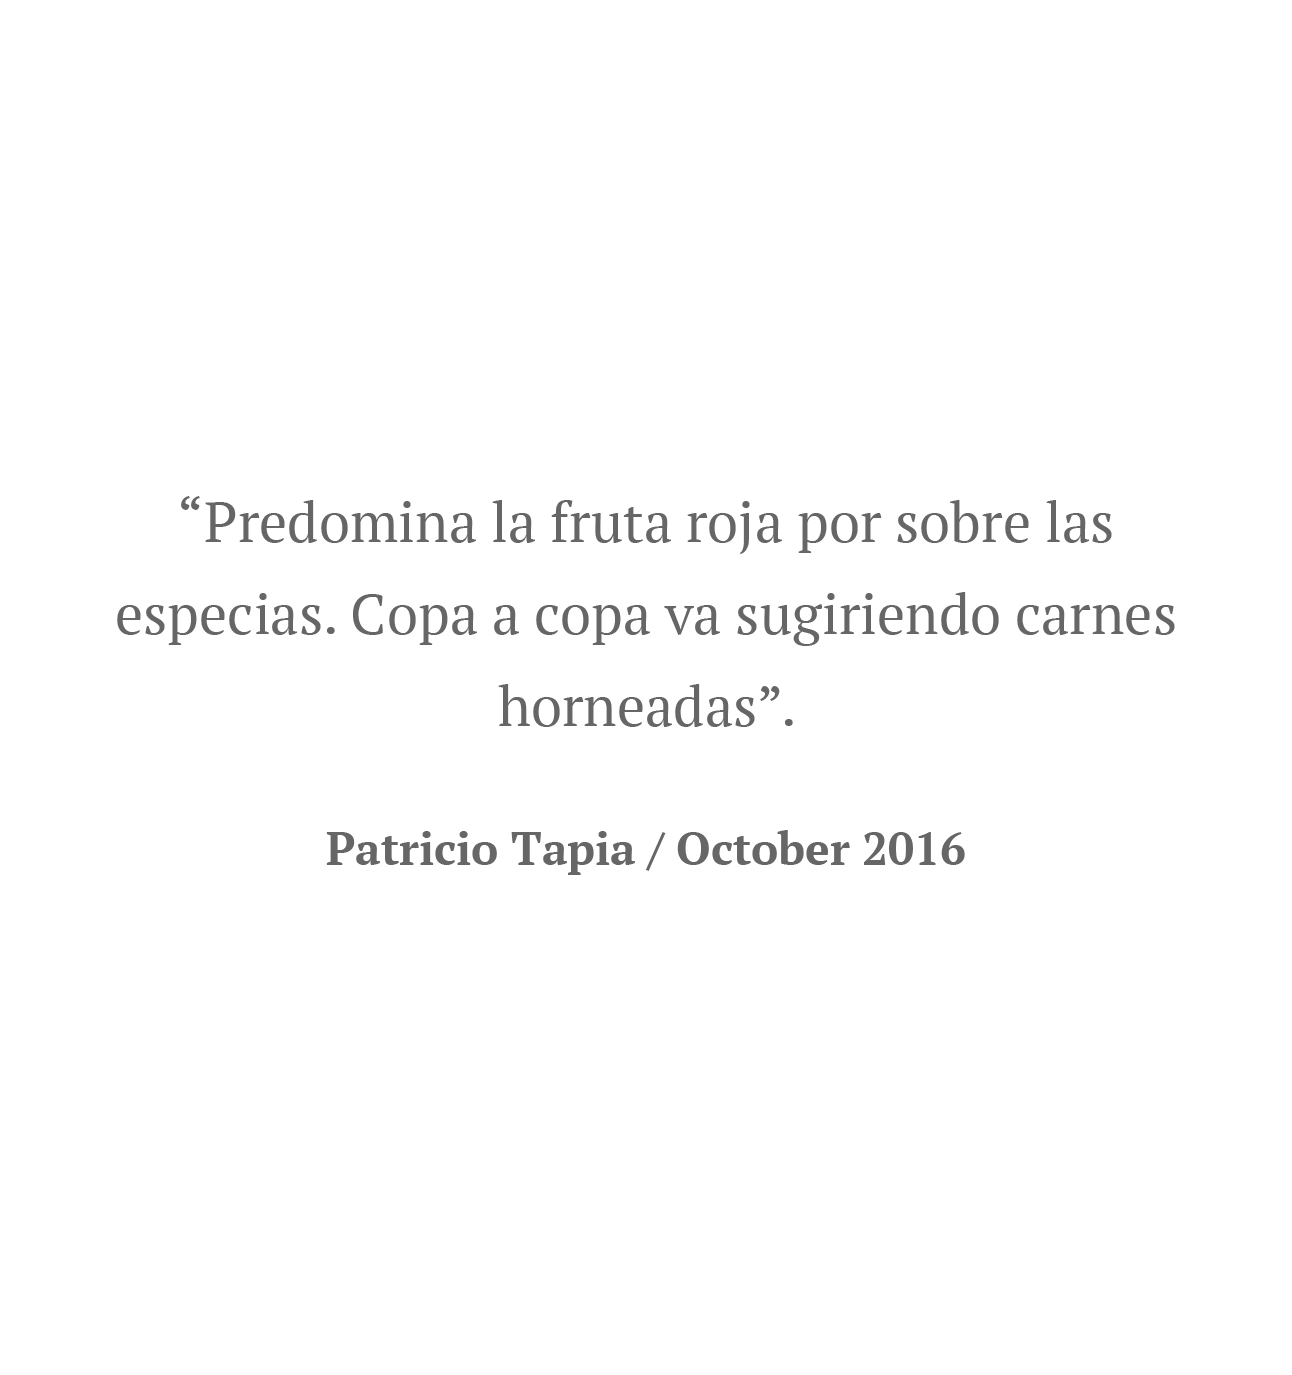 “Predomina la fruta roja por sobre las
especias. Copa a copa va sugiriendo carnes
horneadas”.
Patricio Tapia / October 2016